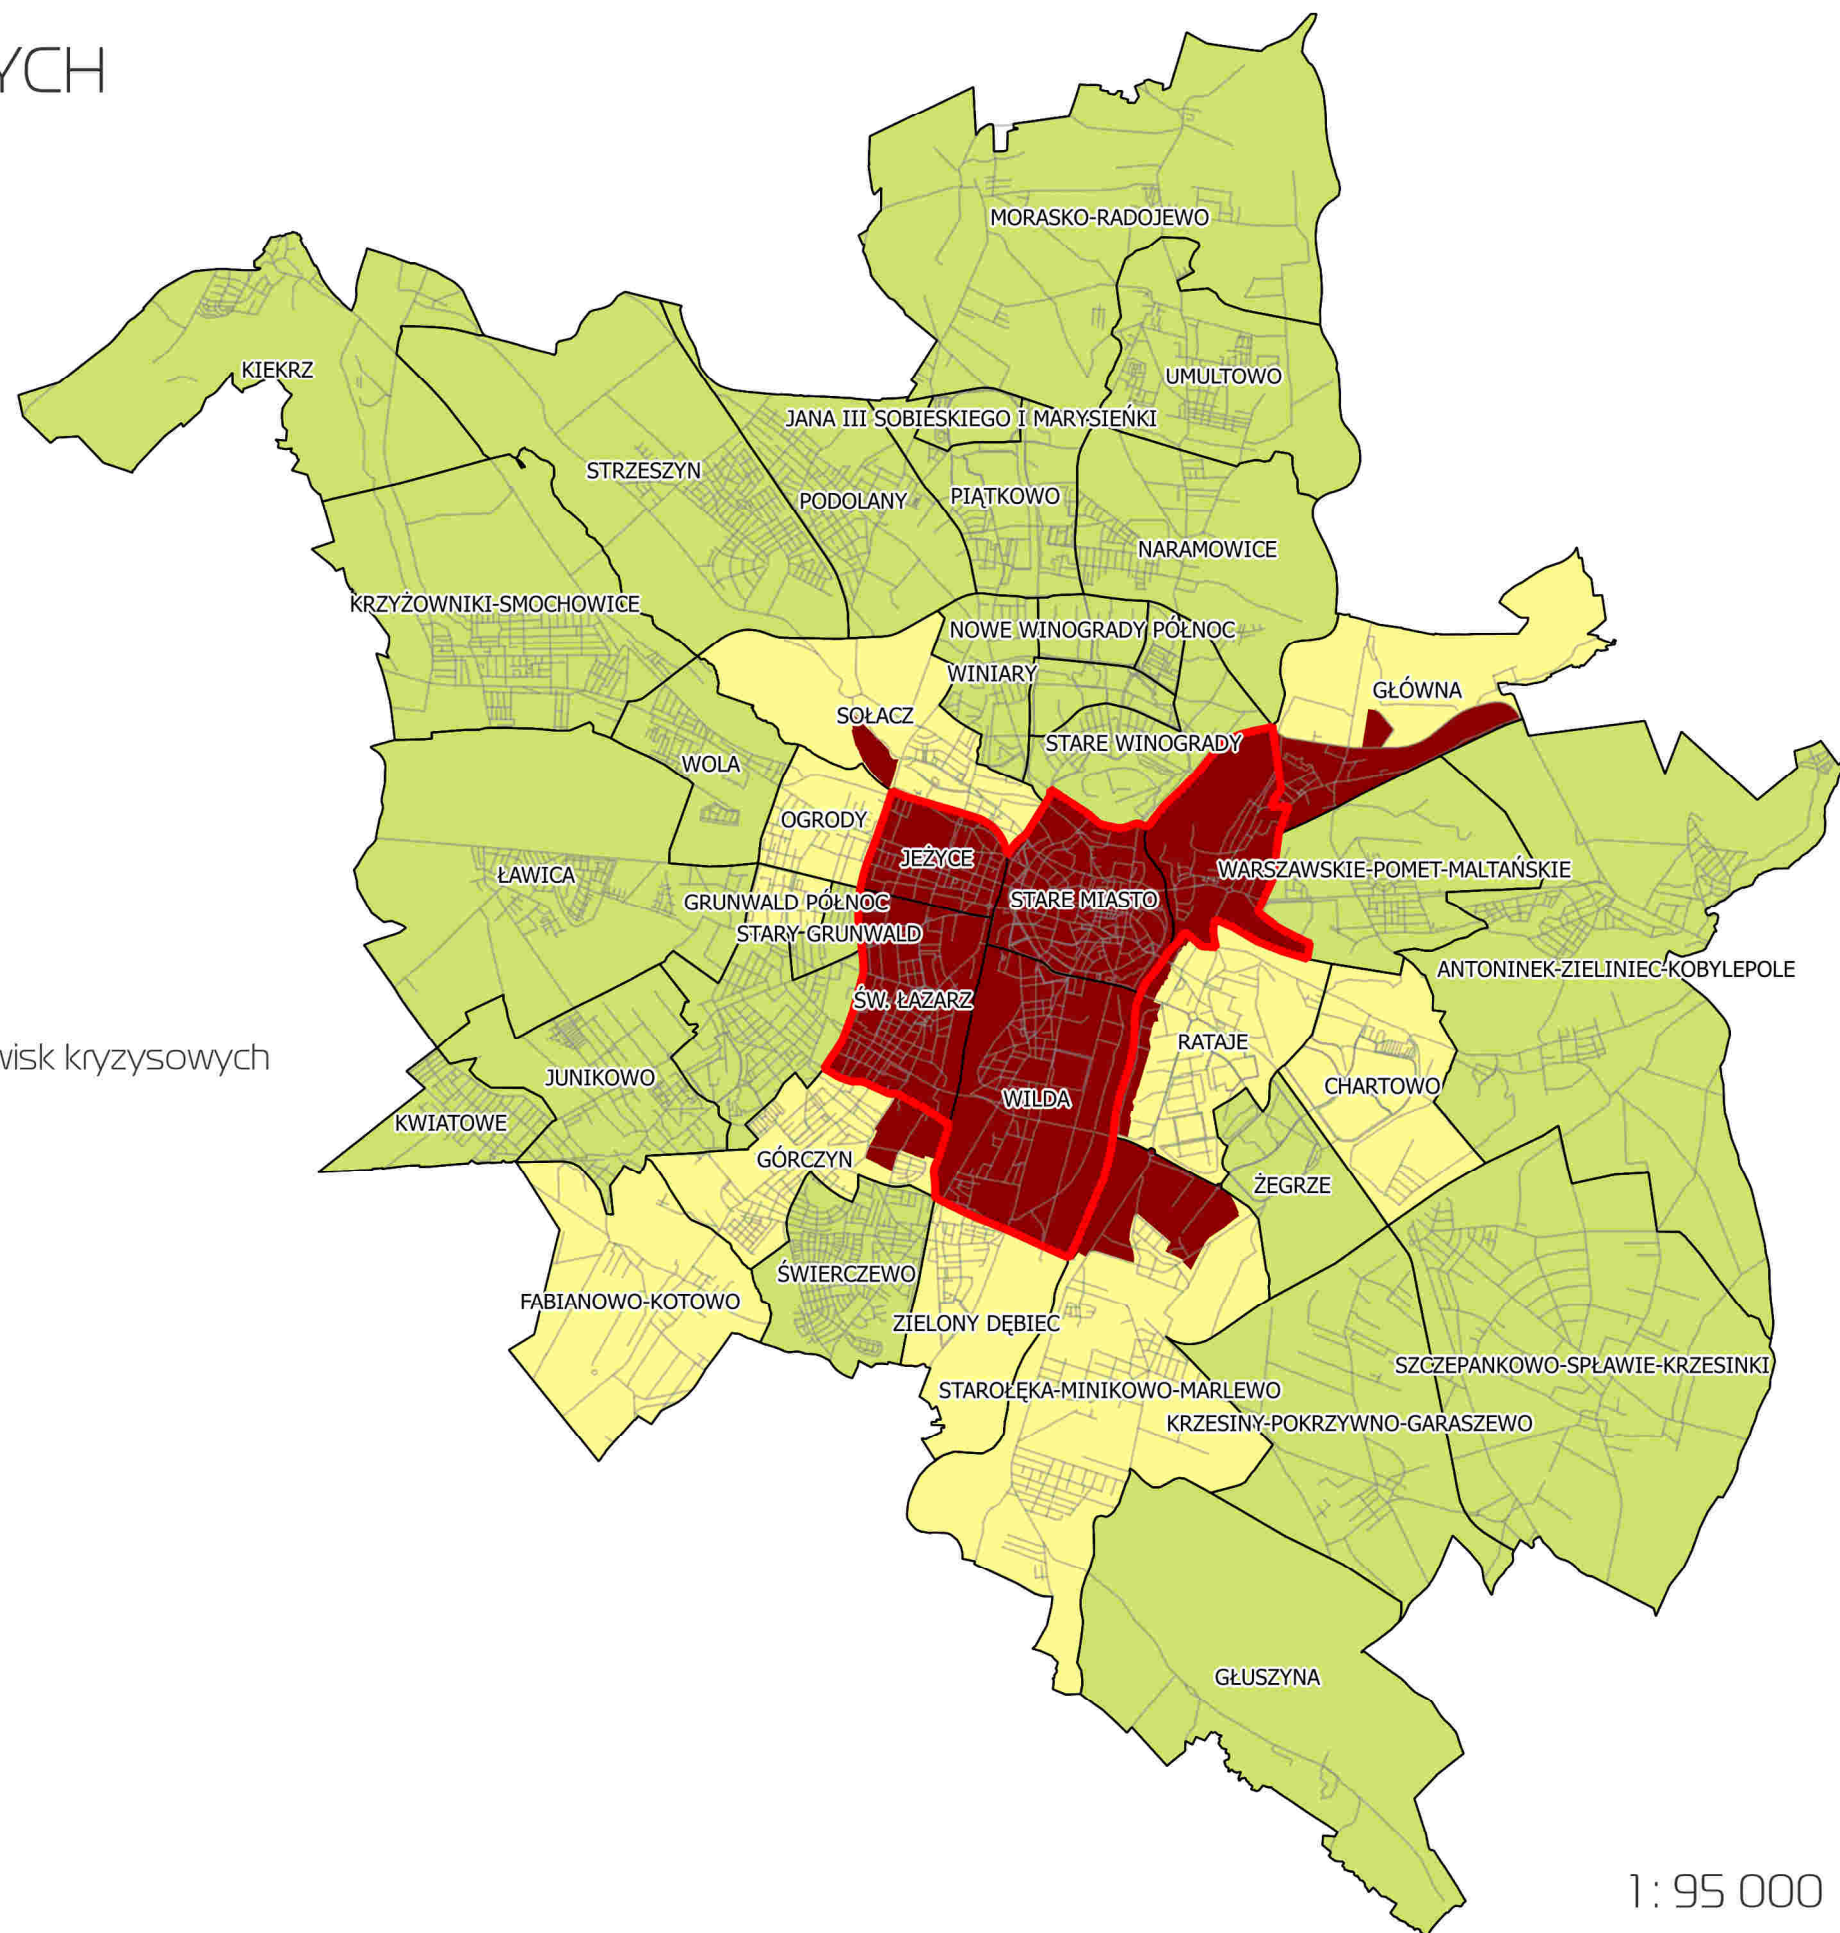 YCH
MORASKO-RADOJEWO
KIEKRZ
UMULTOWO
JANA III SOBIESKIEGO I MARYSIEŃKI
STRZESZYN
PODOLANY
PIĄTKOWO
NARAMOWICE
KRZYŻOWNIKI-SMOCHOWICE
NOWE WINOGRADY PÓŁNOC
WINIARY
GŁÓWNA
SOŁACZ
STARE WINOGRADY
WOLA
OGRODY
JEŻYCE
WARSZAWSKIE-POMET-MALTAŃSKIE
ŁAWICA
GRUNWALD PÓŁNOC
STARE MIASTO
STARY GRUNWALD
ANTONINEK-ZIELINIEC-KOBYLEPOLE
ŚW. ŁAZARZ
RATAJE
wisk kryzysowych
JUNIKOWO
CHARTOWO
WILDA
KWIATOWE
GÓRCZYN
ŻEGRZE
ŚWIERCZEWO
FABIANOWO-KOTOWO
ZIELONY DĘBIEC
SZCZEPANKOWO-SPŁAWIE-KRZESINKI
STAROŁĘKA-MINIKOWO-MARLEWO
KRZESINY-POKRZYWNO-GARASZEWO
GŁUSZYNA
1 : 95 000